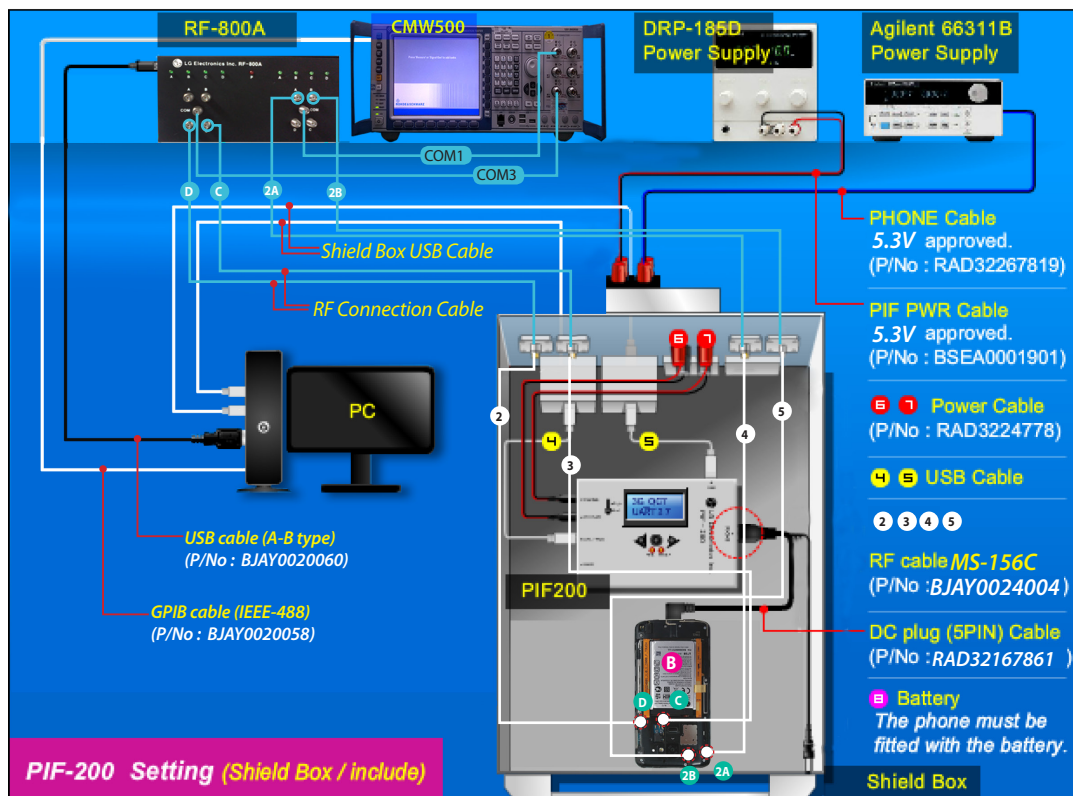 RF-800A
CMW500
DRP-185D
Power Supply
Agilent 66311B
Power Supply
LG Electronics Inc. RF-800A
COM
COM
COM1
COM3
D
C
2A
2B
Shield Box USB Cable
RF Connection Cable
PHONE Cable
5.3V approved.
(P/No : RAD32267819)
PIF PWR Cable
5.3V approved.
(P/No : BSEA0001901)
6 7 Power Cable
(P/No : RAD3224778)
4 5 USB Cable
2 3 4 5
RF cable MS-156C
(P/No :BJAY0024004)
DC plug (5PIN) Cable
(P/No :RAD32167861 )
B Battery
The phone must be
fitted with the battery.
PC
6
7
2
4
3
5
4
5
3G OCT
UART
PIF200
USB cable (A-B type)
(P/No : BJAY0020060)
GPIB cable (IEEE-488)
(P/No : BJAY0020058)
B
D
C
2B
2A
PIF-200 Setting (Shield Box / include)
Shield Box